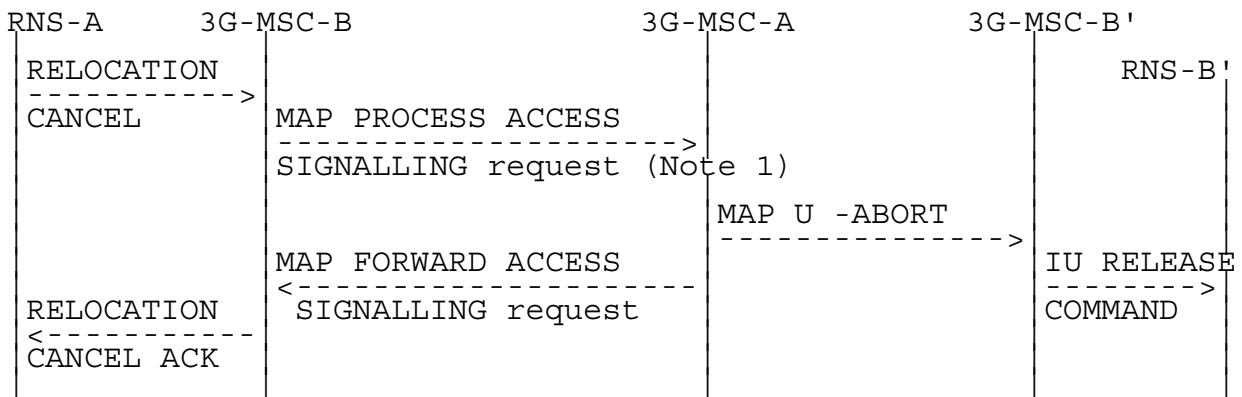 RNS-A 3G-MSC-B 3G-MSC-A 3G-MSC-B'
RELOCATION RNS-B'
CANCEL MAP PROCESS ACCESS
SIGNALLING request (Note 1)
MAP U -ABORT
MAP FORWARD ACCESS IU RELEASE
RELOCATION SIGNALLING request COMMAND
CANCEL ACK